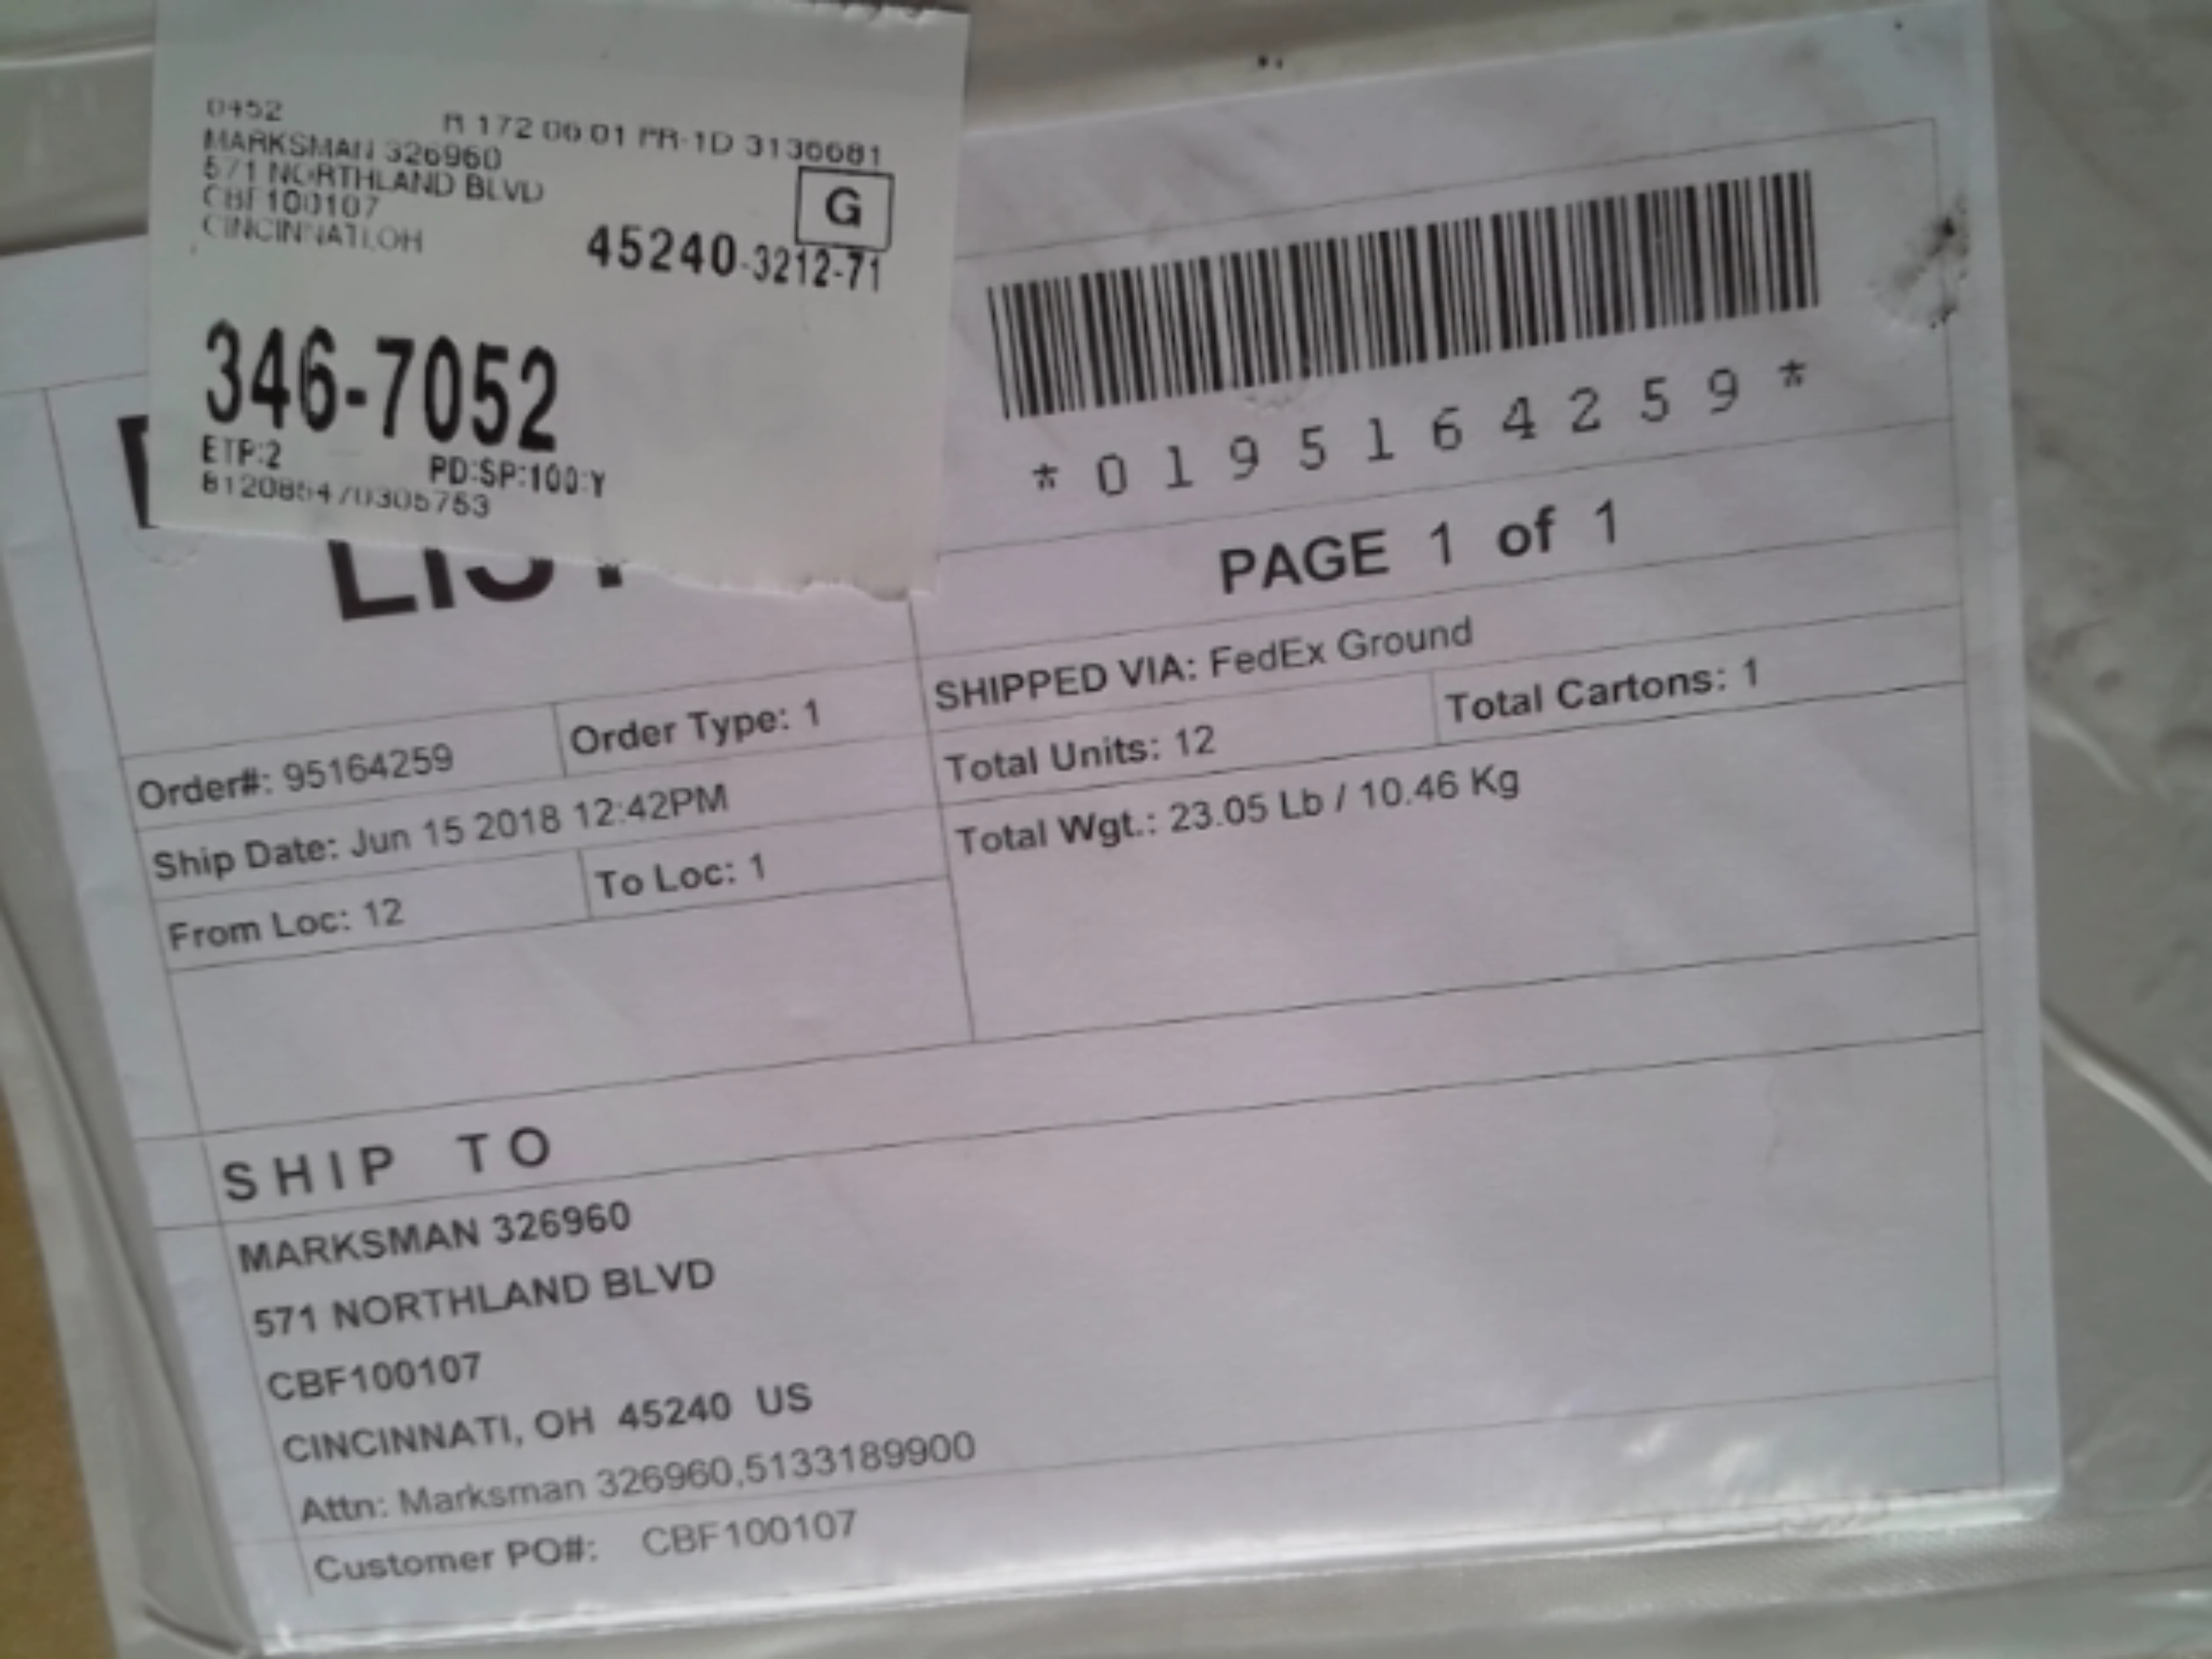 0452
R 172 06 01 PR-1D 3136681
MARKSMAN 326960
571 NORTHLAND BLVD
CBF100107
CINCINNATI,OH
G
45240-3212-71
346-7052
ETP:2 PD:SP:100:Y
LIST
*0195164259*
PAGE 1 of 1
SHIPPED VIA: FedEx Ground
Order#: 95164259 Order Type: 1
Total Units: 12 Total Cartons: 1
Ship Date: Jun 15 2018 12:42PM
Total Wgt.: 23.05 Lb / 10.46 Kg
From Loc: 12 To Loc: 1
SHIP TO
MARKSMAN 326960
571 NORTHLAND BLVD
CBF100107
CINCINNATI, OH 45240 US
Attn: Marksman 326960,5133189900
Customer PO#: CBF100107